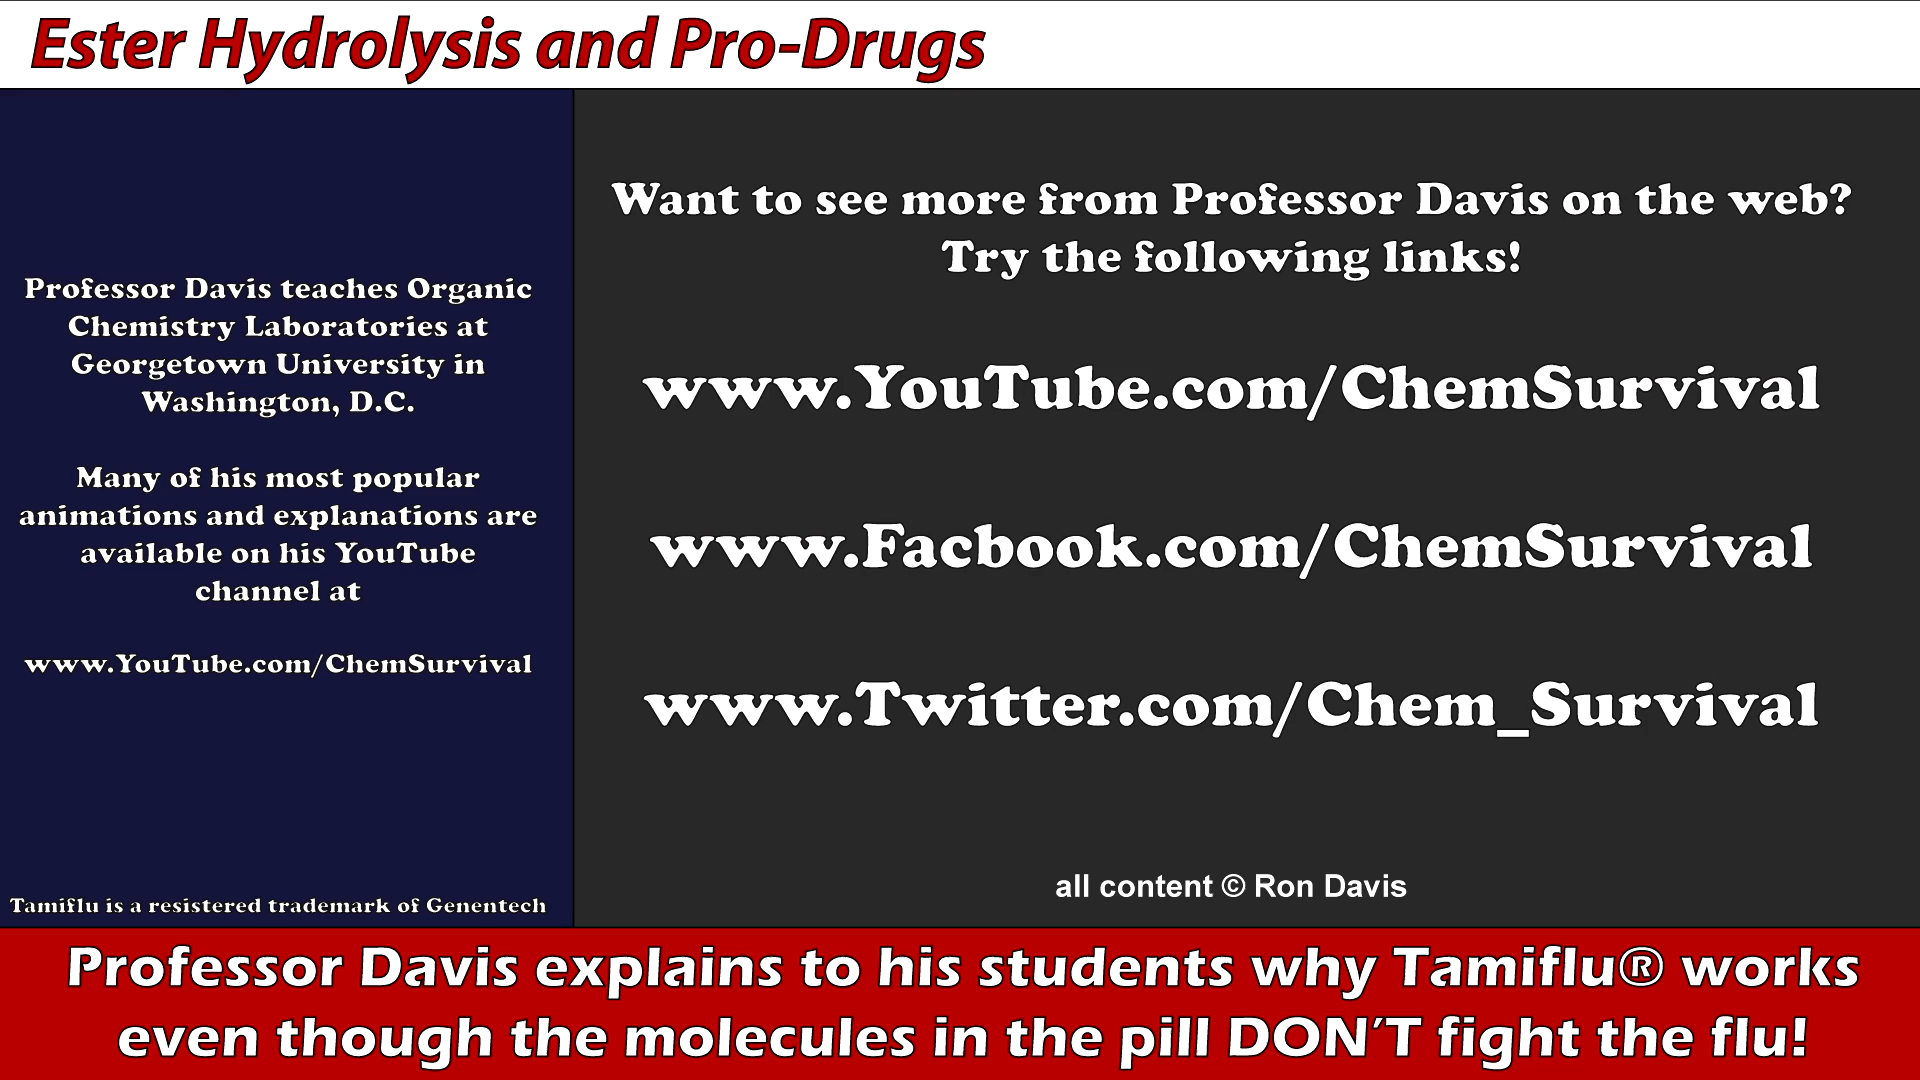 Ester Hydrolysis and Pro-Drugs
Professor Davis teaches Organic
Chemistry Laboratories at
Georgetown University in
Washington, D.C.
Many of his most popular
animations and explanations are
available on his YouTube
channel at
www.YouTube.com/ChemSurvival
Tamiflu is a resistered trademark of Genentech
Want to see more from Professor Davis on the web?
Try the following links!
www.YouTube.com/ChemSurvival
www.Facbook.com/ChemSurvival
www.Twitter.com/Chem_Survival
all content © Ron Davis
Professor Davis explains to his students why Tamiflu® works
even though the molecules in the pill DON'T fight the flu!